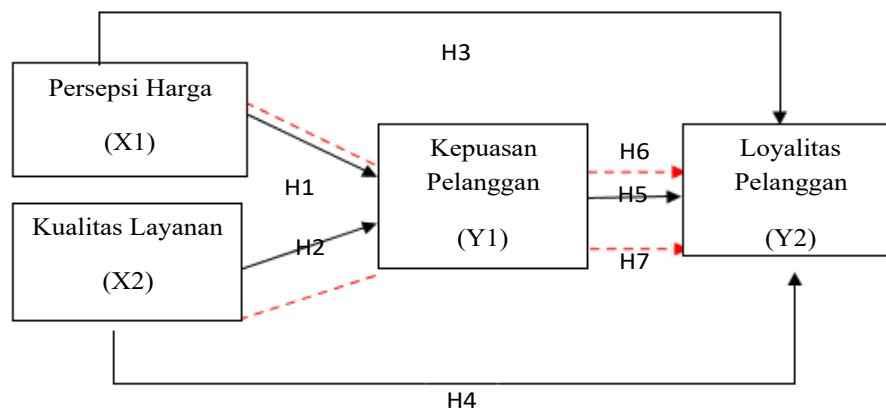 H3
Persepsi Harga
(X1)
Kepuasan
Pelanggan
(Y1)
H6
H5
H7
Loyalitas
Pelanggan
(Y2)
H1
Kualitas Layanan
(X2)
H2
H4